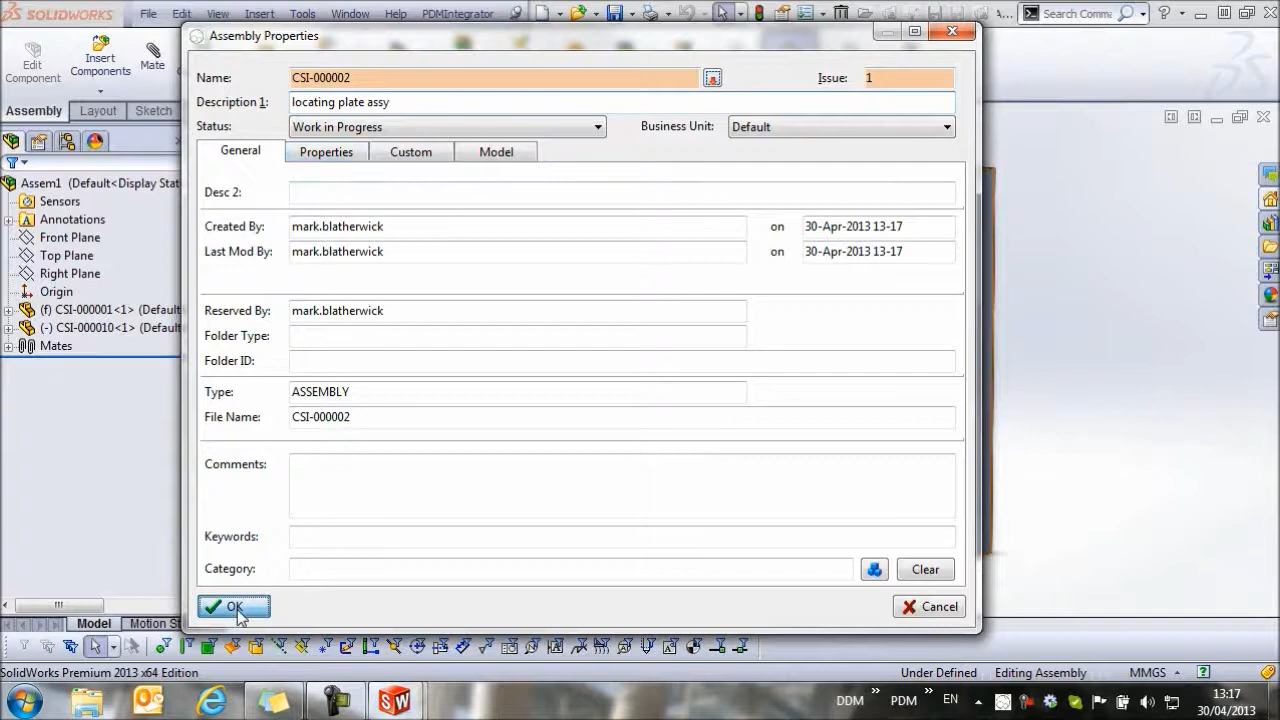 SOLIDWORKS File Edit View Insert Tools Window Help PDMIntegrator A... Search Comma
Assembly Properties
Edit Component
Insert Components
Mate
Assembly Layout Sketch
Name: CSI-000002 Issue: 1
Description 1: locating plate assy
Status: Work in Progress Business Unit: Default
General Properties Custom Model
Desc 2:
Created By: mark.blatherwick on 30-Apr-2013 13-17
Last Mod By: mark.blatherwick on 30-Apr-2013 13-17
Reserved By: mark.blatherwick
Folder Type:
Folder ID:
Type: ASSEMBLY
File Name: CSI-000002
Comments:
Keywords:
Category: Clear
OK Cancel
Assem1 (Default<Display Stat
Sensors
Annotations
Front Plane
Top Plane
Right Plane
Origin
(f) CSI-000001<1> (Default
(-) CSI-000010<1> (Default
Mates
Model Motion St
SolidWorks Premium 2013 x64 Edition Under Defined Editing Assembly MMGS
DDM PDM EN 13:17
30/04/2013